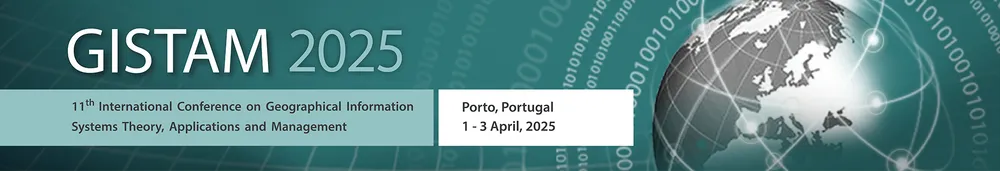 GISTAM 2025
11th International Conference on Geographical Information
Systems Theory, Applications and Management
Porto, Portugal
1 - 3 April, 2025